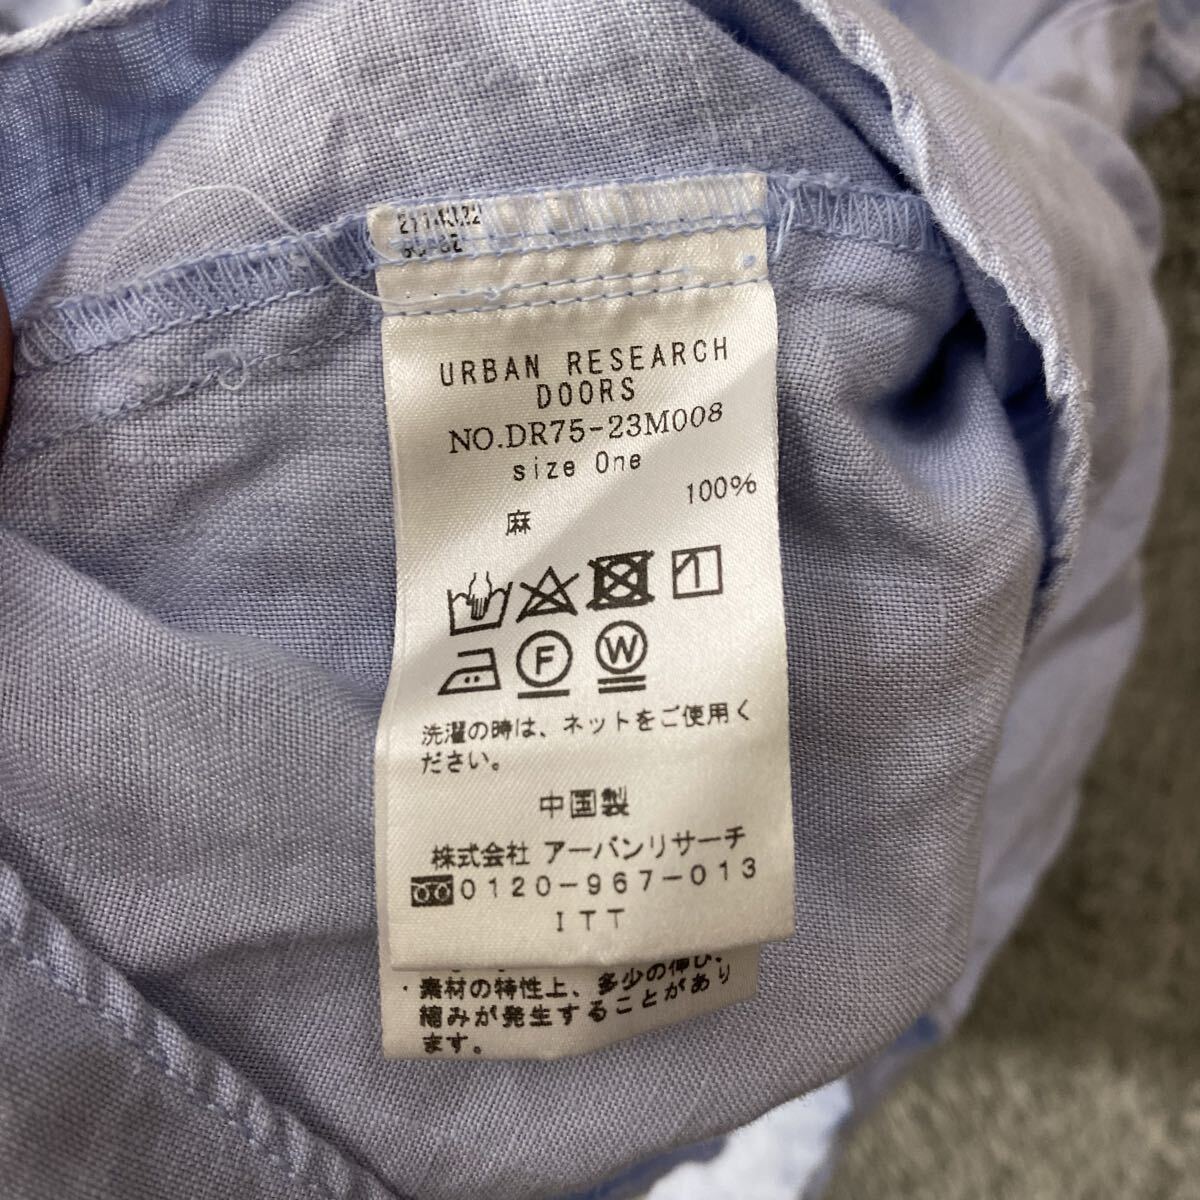 URBAN RESEARCH
DOORS
NO.DR75-23M008
size One
100%
麻
F W
洗濯の時は、ネットをご使用く
ださい。
中国製
株式会社 アーバンリサーチ
0120-967-013
ITT
・素材の特性上、多少の伸び、
縮みが発生することがあり
ます。